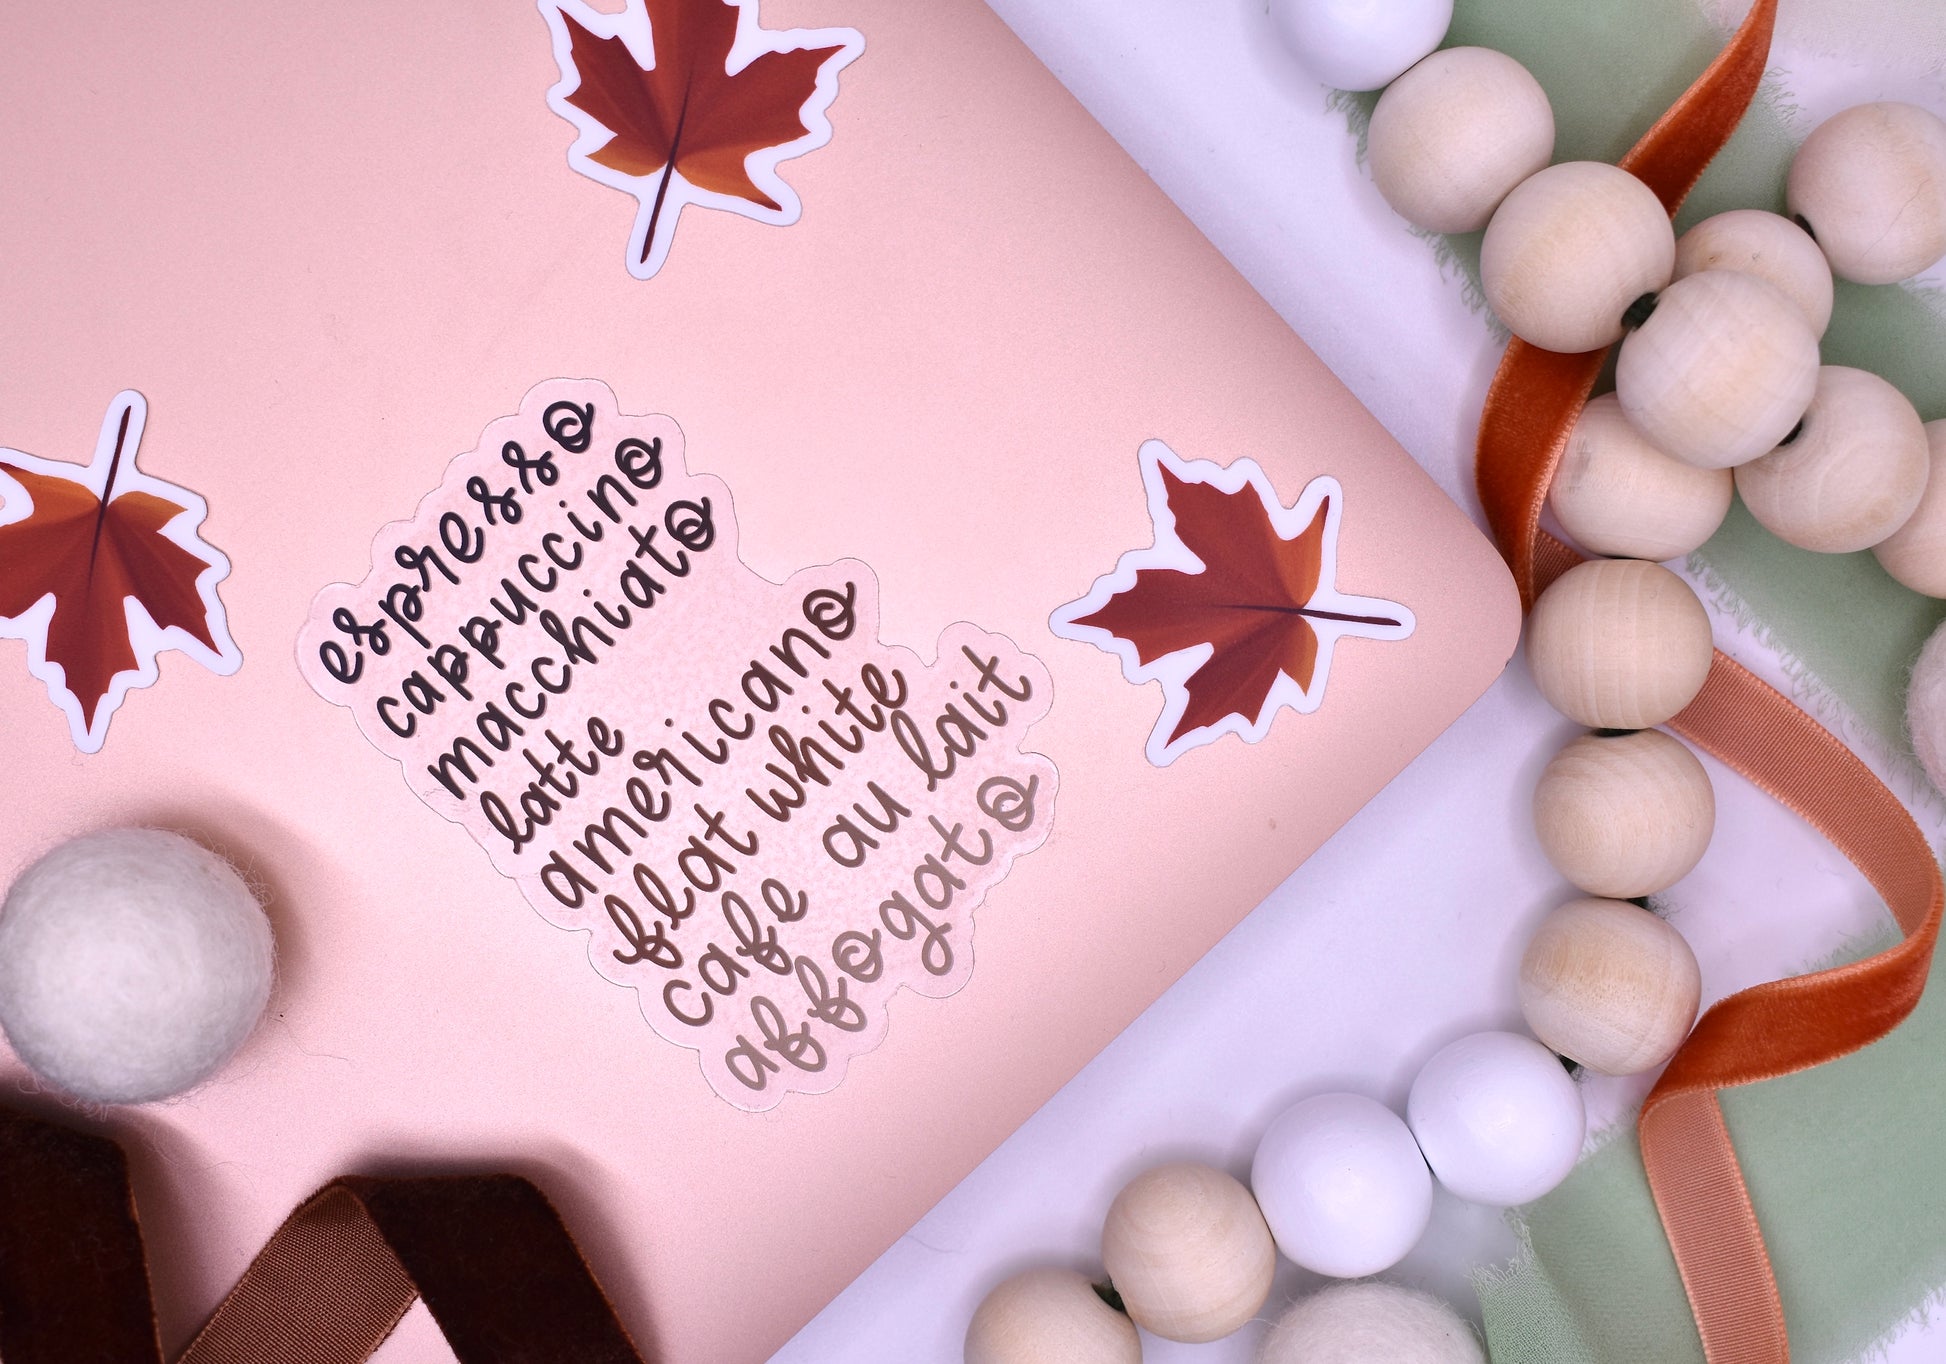 espresso
cappuccino
macchiato
latte
americano
flat white
cafe au lait
affogato